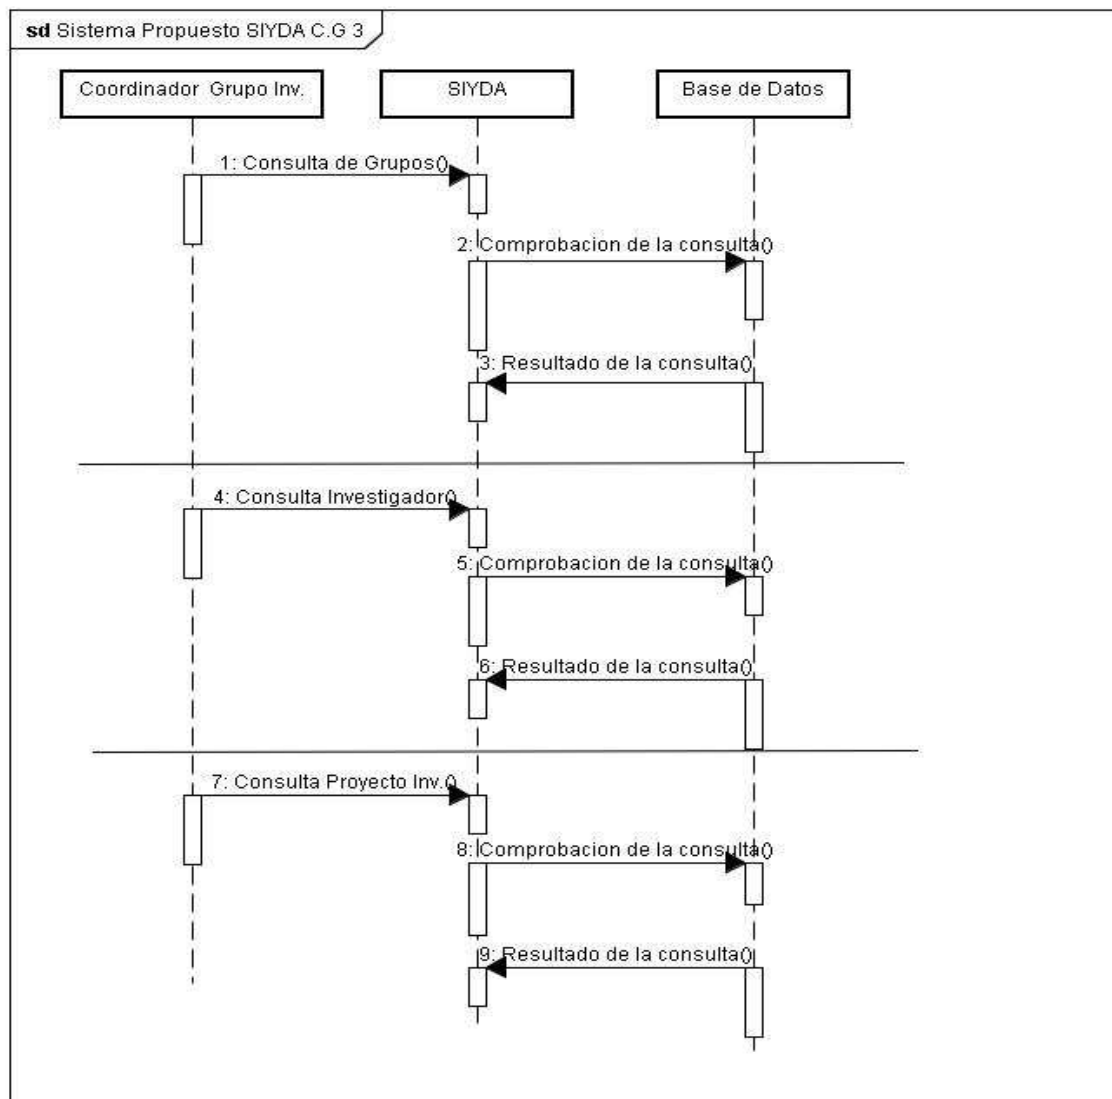 sd Sistema Propuesto SIYDA C.G 3
Coordinador Grupo Inv.
SIYDA
Base de Datos
1: Consulta de Grupos()
2: Comprobacion de la consulta()
3: Resultado de la consulta()
4: Consulta Investigador()
5: Comprobacion de la consulta()
6: Resultado de la consulta()
7: Consulta Proyecto Inv.()
8: Comprobacion de la consulta()
9: Resultado de la consulta()